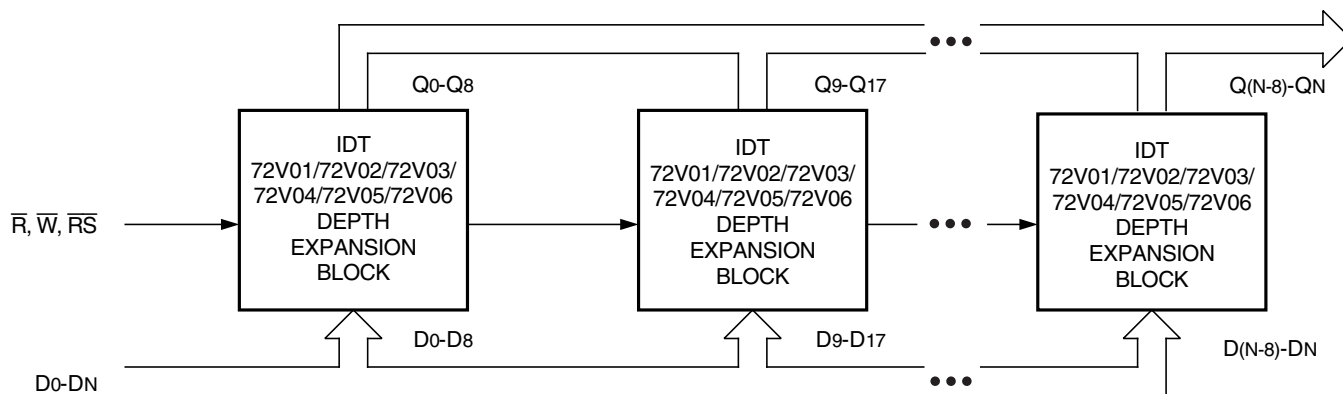 Q0-Q8
Q9-Q17
Q(N-8)-QN
IDT
72V01/72V02/72V03/
72V04/72V05/72V06
DEPTH
EXPANSION
BLOCK
IDT
72V01/72V02/72V03/
72V04/72V05/72V06
DEPTH
EXPANSION
BLOCK
IDT
72V01/72V02/72V03/
72V04/72V05/72V06
DEPTH
EXPANSION
BLOCK
R̅, W̅, R̅S̅
D0-D8
D9-D17
D(N-8)-DN
D0-DN